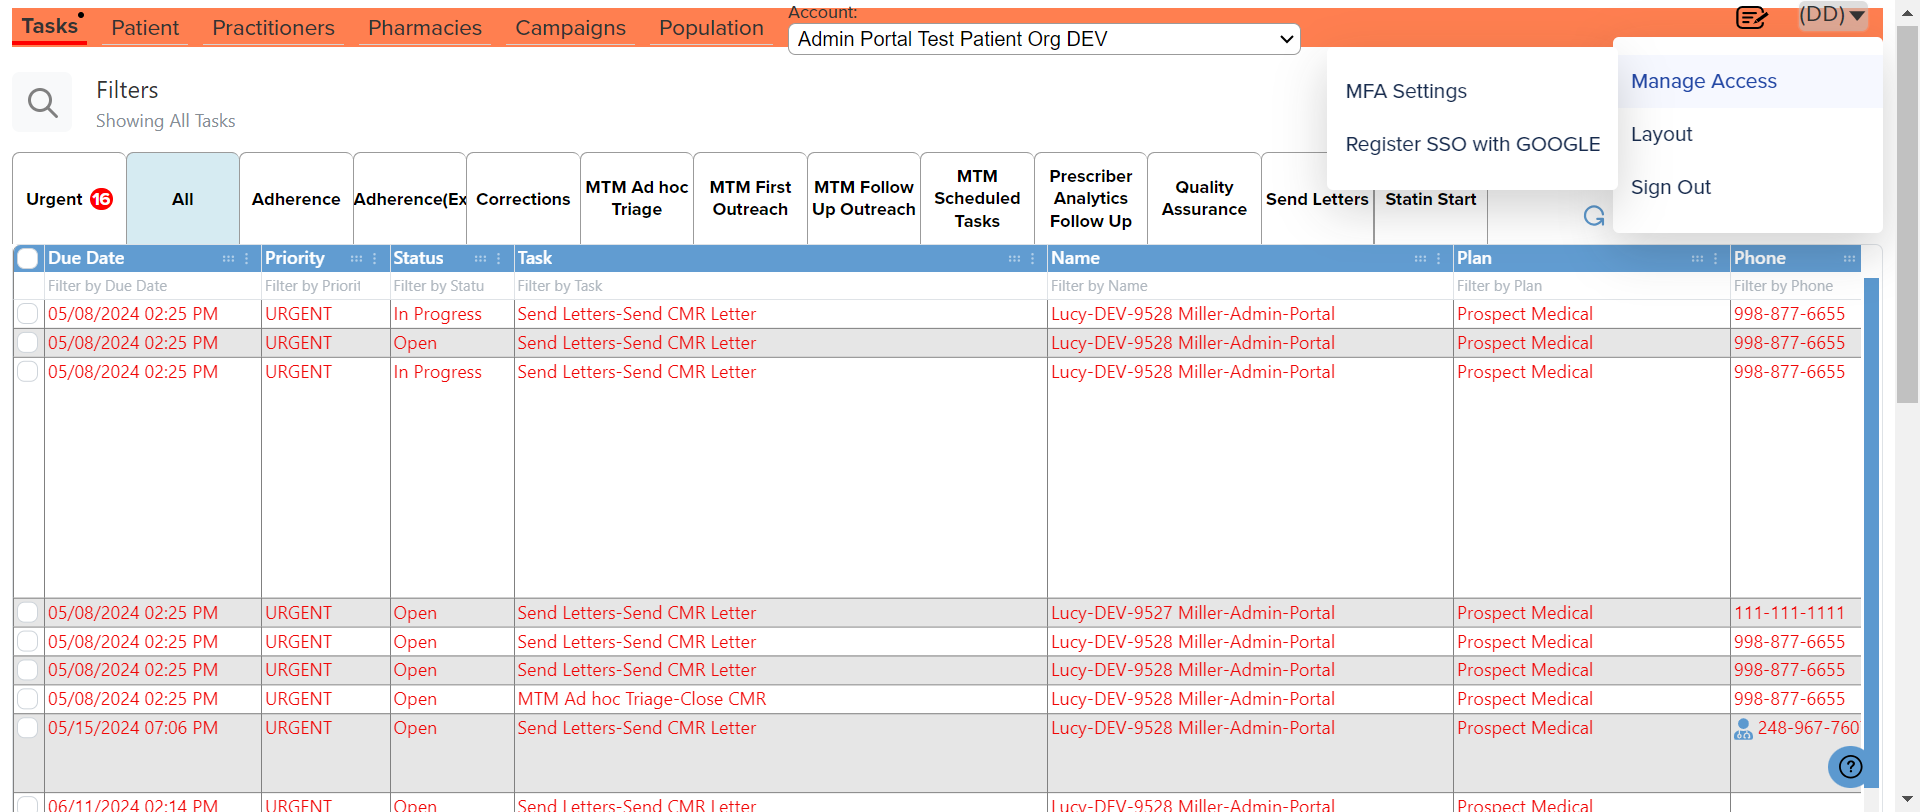 Tasks Patient Practitioners Pharmacies Campaigns Population
Account:
Admin Portal Test Patient Org DEV
(DD)
Filters
Showing All Tasks
MFA Settings
Register SSO with GOOGLE
Manage Access
Layout
Sign Out
Urgent 16
All
Adherence
Adherence(Ex
Corrections
MTM Ad hoc
Triage
MTM First
Outreach
MTM Follow
Up Outreach
MTM
Scheduled
Tasks
Prescriber
Analytics
Follow Up
Quality
Assurance
Send Letters
Statin Start
Due Date Priority Status Task Name Plan Phone
Filter by Due Date Filter by Priorit Filter by Statu Filter by Task Filter by Name Filter by Plan Filter by Phone
05/08/2024 02:25 PM URGENT In Progress Send Letters-Send CMR Letter Lucy-DEV-9528 Miller-Admin-Portal Prospect Medical 998-877-6655
05/08/2024 02:25 PM URGENT Open Send Letters-Send CMR Letter Lucy-DEV-9528 Miller-Admin-Portal Prospect Medical 998-877-6655
05/08/2024 02:25 PM URGENT In Progress Send Letters-Send CMR Letter Lucy-DEV-9528 Miller-Admin-Portal Prospect Medical 998-877-6655
05/08/2024 02:25 PM URGENT Open Send Letters-Send CMR Letter Lucy-DEV-9527 Miller-Admin-Portal Prospect Medical 111-111-1111
05/08/2024 02:25 PM URGENT Open Send Letters-Send CMR Letter Lucy-DEV-9528 Miller-Admin-Portal Prospect Medical 998-877-6655
05/08/2024 02:25 PM URGENT Open Send Letters-Send CMR Letter Lucy-DEV-9528 Miller-Admin-Portal Prospect Medical 998-877-6655
05/08/2024 02:25 PM URGENT Open MTM Ad hoc Triage-Close CMR Lucy-DEV-9528 Miller-Admin-Portal Prospect Medical 998-877-6655
05/15/2024 07:06 PM URGENT Open Send Letters-Send CMR Letter Lucy-DEV-9528 Miller-Admin-Portal Prospect Medical 248-967-760
06/11/2024 02:14 PM URGENT Open Send Letters-Send CMR Letter Lucy-DEV-9528 Miller-Admin-Portal Prospect Medical
?